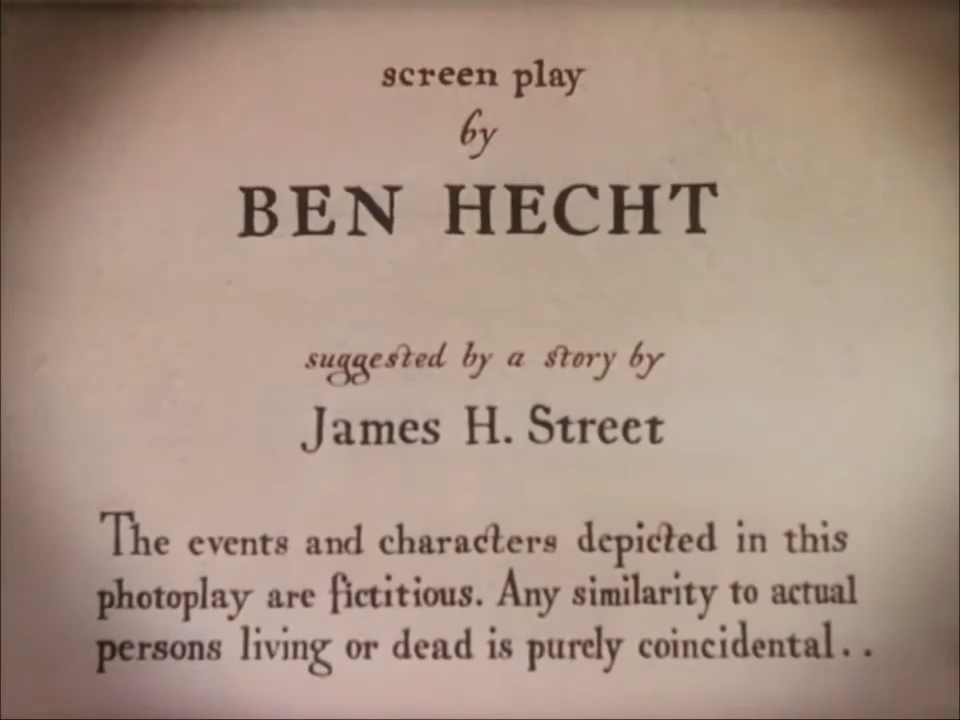 screen play
by
BEN HECHT
suggested by a story by
James H. Street
The events and characters depicted in this
photoplay are fictitious. Any similarity to actual
persons living or dead is purely coincidental. .